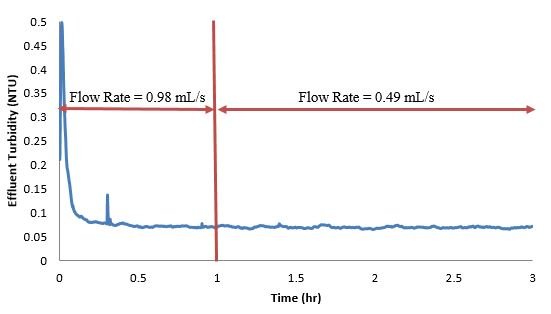 0.5
0.45
0.4
0.35
0.3
0.25
0.2
0.15
0.1
0.05
0
Effluent Turbidity (NTU)
Flow Rate = 0.98 mL/s
Flow Rate = 0.49 mL/s
0 0.5 1 1.5 2 2.5 3
Time (hr)